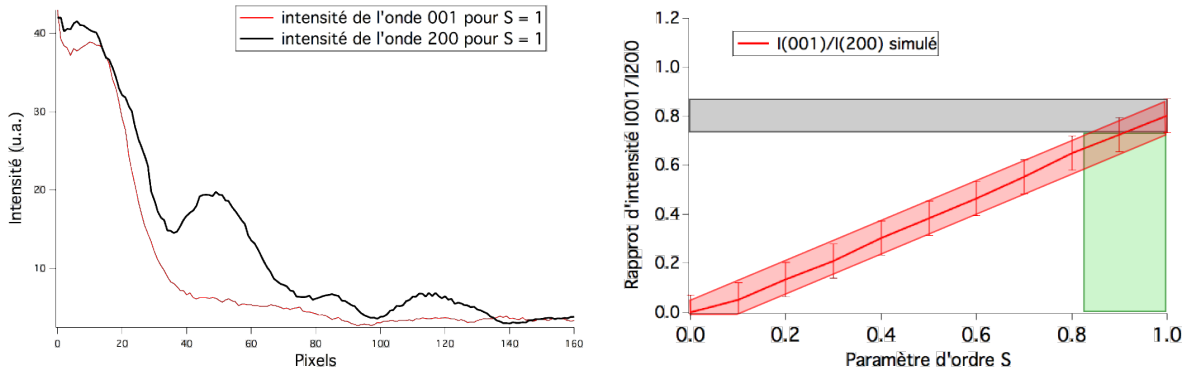 intensité de l'onde 001 pour S = 1
intensité de l'onde 200 pour S = 1
40
30
20
10
Intensité (u.a.)
0 20 40 60 80 100 120 140 160
Pixels
I(001)/I(200) simulé
1.2
1.0
0.8
0.6
0.4
0.2
0.0
Rapprot d'intensité I001/I200
0.0 0.2 0.4 0.6 0.8 1.0
Paramètre d'ordre S